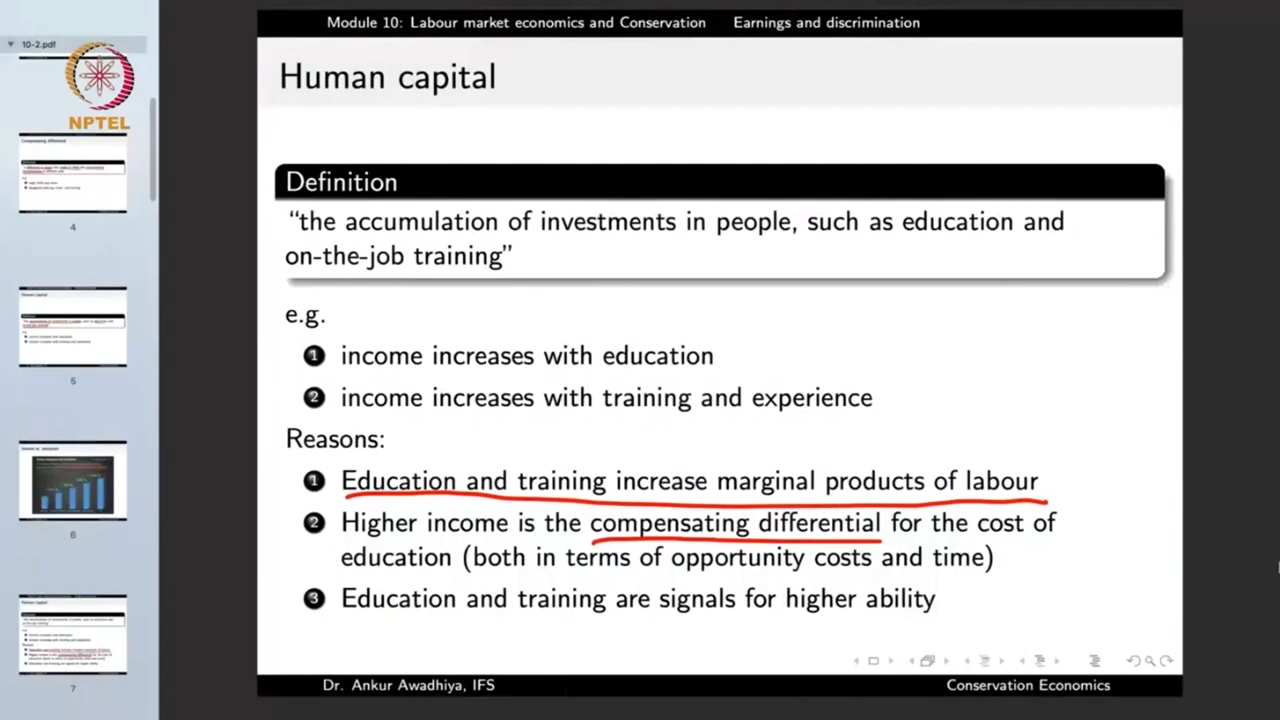 Module 10: Labour market economics and Conservation Earnings and discrimination
10-2.pdf
NPTEL
Human capital
Definition
“the accumulation of investments in people, such as education and
on-the-job training”
e.g.
1 income increases with education
2 income increases with training and experience
Reasons:
1 Education and training increase marginal products of labour
2 Higher income is the compensating differential for the cost of
education (both in terms of opportunity costs and time)
3 Education and training are signals for higher ability
4
5
6
7
Dr. Ankur Awadhiya, IFS Conservation Economics